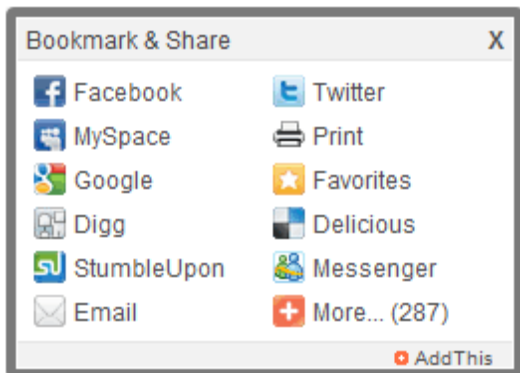 Bookmark & Share X
Facebook Twitter
MySpace Print
Google Favorites
Digg Delicious
StumbleUpon Messenger
Email More... (287)
AddThis